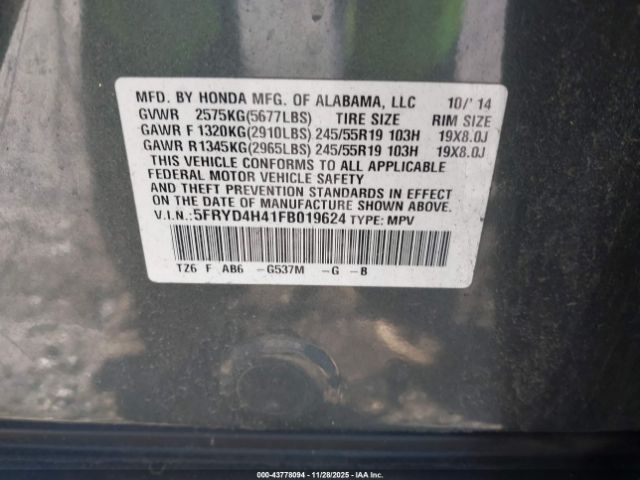 MFD. BY HONDA MFG. OF ALABAMA, LLC 10/'14
GVWR 2575KG(5677LBS) TIRE SIZE RIM SIZE
GAWR F 1320KG(2910LBS) 245/55R19 103H 19X8.0J
GAWR R 1345KG(2965LBS) 245/55R19 103H 19X8.0J
THIS VEHICLE CONFORMS TO ALL APPLICABLE
FEDERAL MOTOR VEHICLE SAFETY
AND THEFT PREVENTION STANDARDS IN EFFECT
ON THE DATE OF MANUFACTURE SHOWN ABOVE.
V.I.N.:5FRYD4H41FB019624 TYPE: MPV
TZ6 F AB6 -G537M -G -B
000-43778094 | 11/28/2025 | IAA Inc.